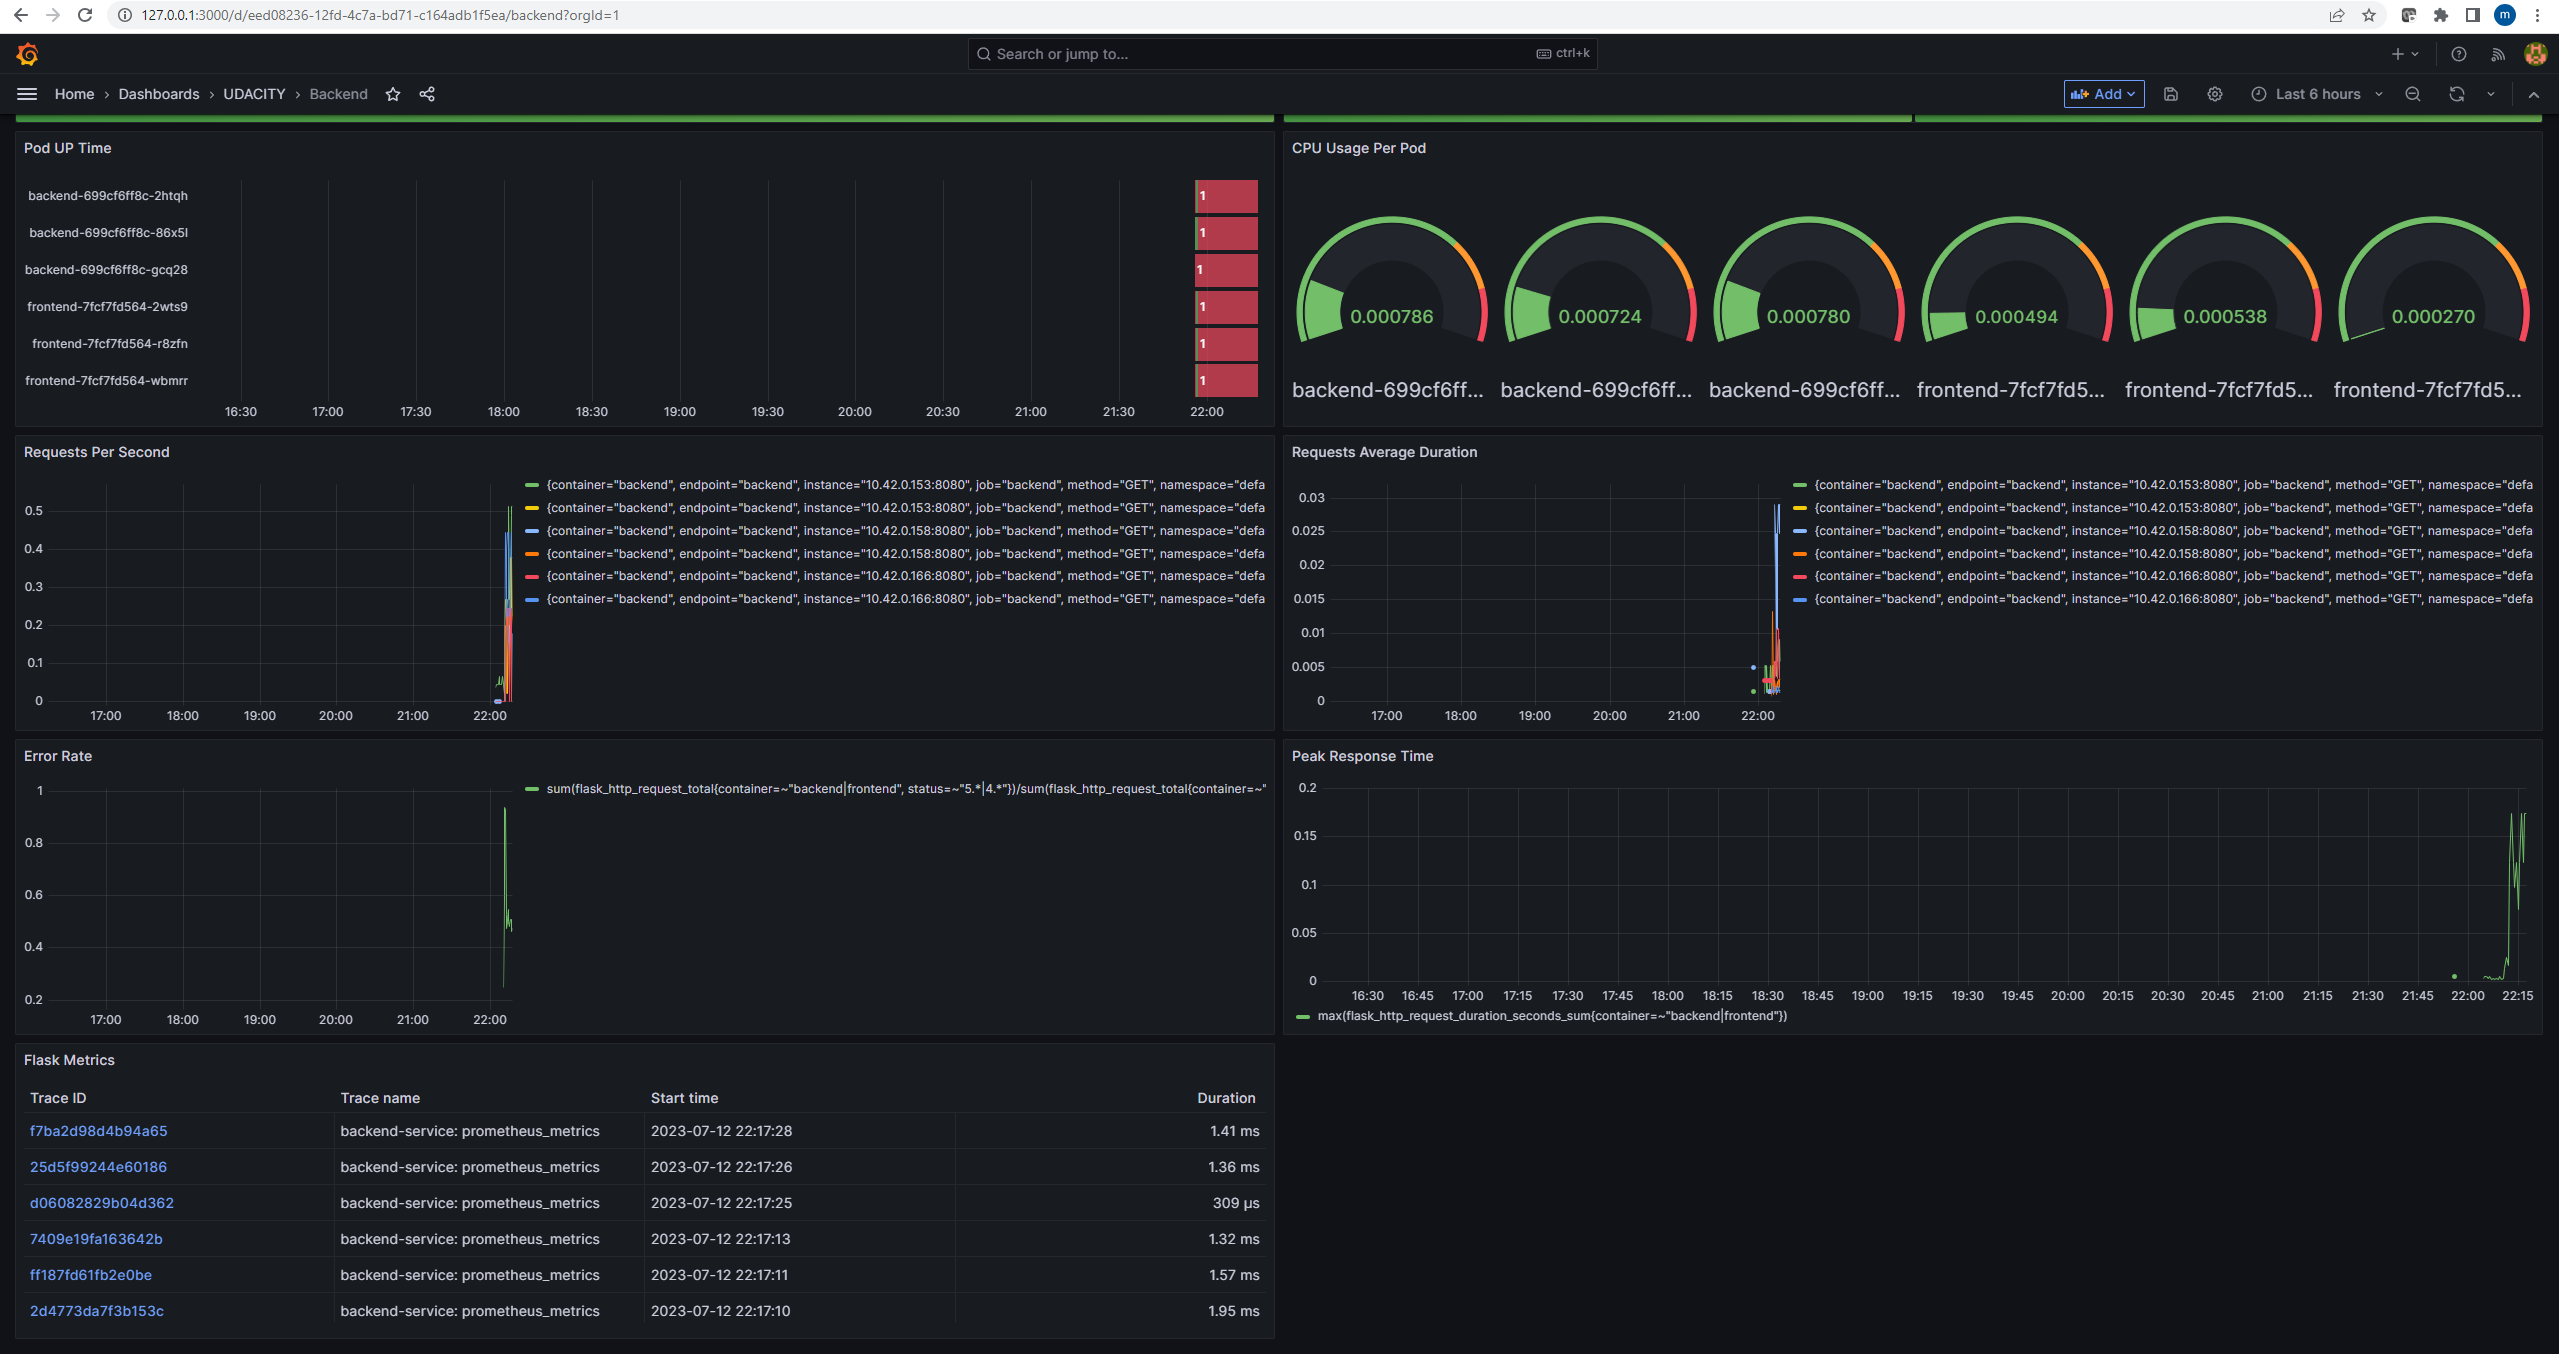 127.0.0.1:3000/d/eed08236-12fd-4c7a-bd71-c164adb1f5ea/backend?orgId=1
m
Search or jump to...
ctrl+k
Home › Dashboards › UDACITY › Backend
Add
Last 6 hours
Pod UP Time
backend-699cf6ff8c-2htqh
1
backend-699cf6ff8c-86x5l
1
backend-699cf6ff8c-gcq28
1
frontend-7fcf7fd564-2wts9
1
frontend-7fcf7fd564-r8zfn
1
frontend-7fcf7fd564-wbmrr
1
16:30 17:00 17:30 18:00 18:30 19:00 19:30 20:00 20:30 21:00 21:30 22:00
CPU Usage Per Pod
0.000786 0.000724 0.000780 0.000494 0.000538 0.000270
backend-699cf6ff... backend-699cf6ff... backend-699cf6ff... frontend-7fcf7fd5... frontend-7fcf7fd5... frontend-7fcf7fd5...
Requests Per Second
0.5
0.4
0.3
0.2
0.1
0
17:00 18:00 19:00 20:00 21:00 22:00
{container="backend", endpoint="backend", instance="10.42.0.153:8080", job="backend", method="GET", namespace="defa
{container="backend", endpoint="backend", instance="10.42.0.153:8080", job="backend", method="GET", namespace="defa
{container="backend", endpoint="backend", instance="10.42.0.158:8080", job="backend", method="GET", namespace="defa
{container="backend", endpoint="backend", instance="10.42.0.158:8080", job="backend", method="GET", namespace="defa
{container="backend", endpoint="backend", instance="10.42.0.166:8080", job="backend", method="GET", namespace="defa
{container="backend", endpoint="backend", instance="10.42.0.166:8080", job="backend", method="GET", namespace="defa
Requests Average Duration
0.03
0.025
0.02
0.015
0.01
0.005
0
17:00 18:00 19:00 20:00 21:00 22:00
{container="backend", endpoint="backend", instance="10.42.0.153:8080", job="backend", method="GET", namespace="defa
{container="backend", endpoint="backend", instance="10.42.0.153:8080", job="backend", method="GET", namespace="defa
{container="backend", endpoint="backend", instance="10.42.0.158:8080", job="backend", method="GET", namespace="defa
{container="backend", endpoint="backend", instance="10.42.0.158:8080", job="backend", method="GET", namespace="defa
{container="backend", endpoint="backend", instance="10.42.0.166:8080", job="backend", method="GET", namespace="defa
{container="backend", endpoint="backend", instance="10.42.0.166:8080", job="backend", method="GET", namespace="defa
Error Rate
1
0.8
0.6
0.4
0.2
17:00 18:00 19:00 20:00 21:00 22:00
sum(flask_http_request_total{container=~"backend|frontend", status=~"5.*|4.*"})/sum(flask_http_request_total{container=~"
Peak Response Time
0.2
0.15
0.1
0.05
0
16:30 16:45 17:00 17:15 17:30 17:45 18:00 18:15 18:30 18:45 19:00 19:15 19:30 19:45 20:00 20:15 20:30 20:45 21:00 21:15 21:30 21:45 22:00 22:15
max(flask_http_request_duration_seconds_sum{container=~"backend|frontend"})
Flask Metrics
Trace ID Trace name Start time Duration
f7ba2d98d4b94a65 backend-service: prometheus_metrics 2023-07-12 22:17:28 1.41 ms
25d5f99244e60186 backend-service: prometheus_metrics 2023-07-12 22:17:26 1.36 ms
d06082829b04d362 backend-service: prometheus_metrics 2023-07-12 22:17:25 309 µs
7409e19fa163642b backend-service: prometheus_metrics 2023-07-12 22:17:13 1.32 ms
ff187fd61fb2e0be backend-service: prometheus_metrics 2023-07-12 22:17:11 1.57 ms
2d4773da7f3b153c backend-service: prometheus_metrics 2023-07-12 22:17:10 1.95 ms